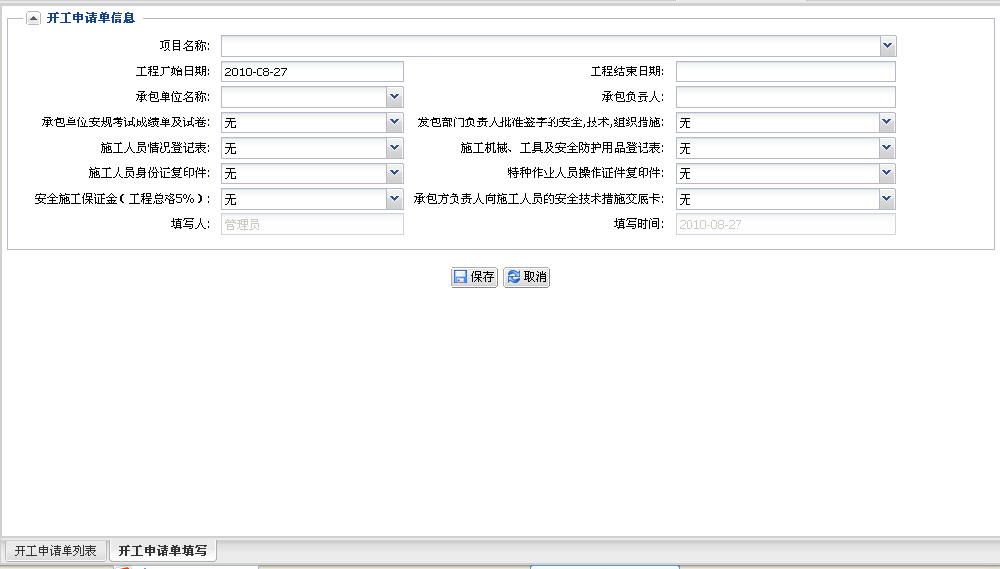 开工申请单信息
项目名称:
工程开始日期: 2010-08-27 工程结束日期:
承包单位名称: 承包负责人:
承包单位安规考试成绩单及试卷: 无 发包部门负责人批准签字的安全,技术,组织措施: 无
施工人员情况登记表: 无 施工机械、工具及安全防护用品登记表: 无
施工人员身份证复印件: 无 特种作业人员操作证件复印件: 无
安全施工保证金(工程总格5%): 无 承包方负责人向施工人员的安全技术措施交底卡: 无
填写人: 管理员 填写时间: 2010-08-27
保存 取消
开工申请单列表 开工申请单填写